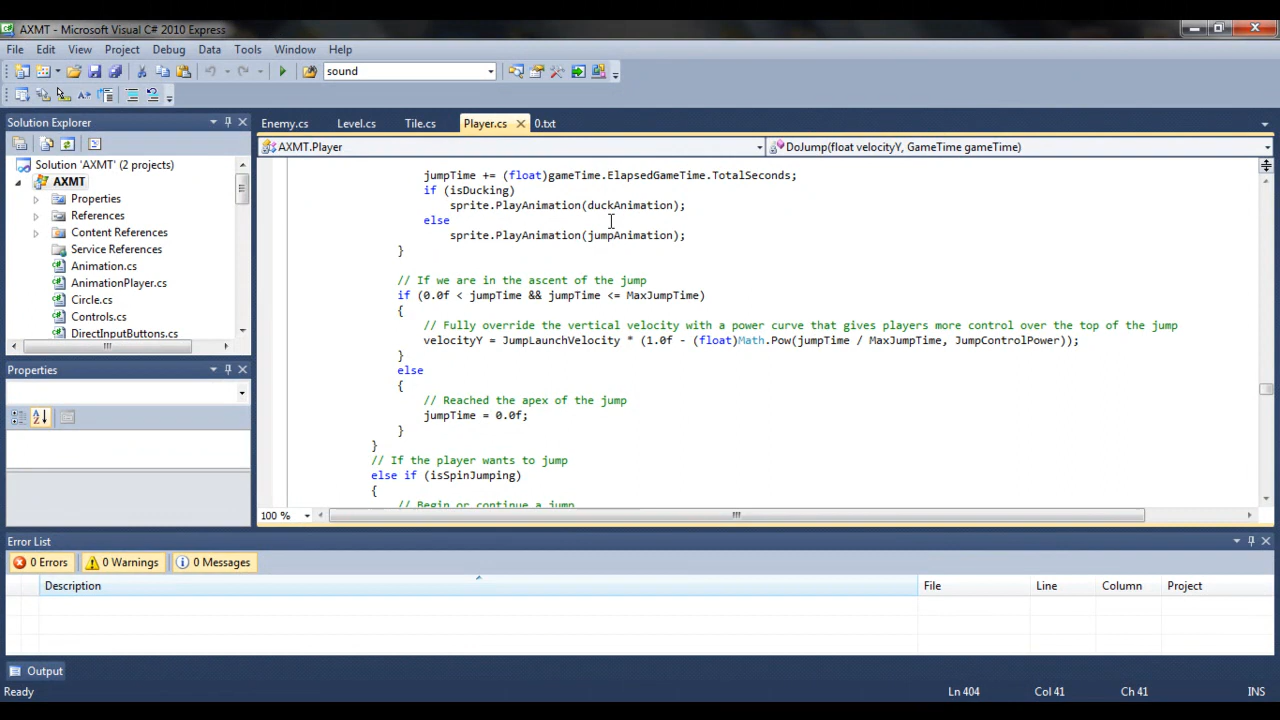 AXMT - Microsoft Visual C# 2010 Express
File Edit View Project Debug Data Tools Window Help
sound
Solution Explorer
Enemy.cs Level.cs Tile.cs Player.cs 0.txt
AXMT.Player DoJump(float velocityY, GameTime gameTime)
Solution 'AXMT' (2 projects)
AXMT
Properties
References
Content References
Service References
Animation.cs
AnimationPlayer.cs
Circle.cs
Controls.cs
DirectInputButtons.cs
Properties
jumpTime += (float)gameTime.ElapsedGameTime.TotalSeconds;
if (isDucking)
sprite.PlayAnimation(duckAnimation);
else
sprite.PlayAnimation(jumpAnimation);
}
// If we are in the ascent of the jump
if (0.0f < jumpTime && jumpTime <= MaxJumpTime)
{
// Fully override the vertical velocity with a power curve that gives players more control over the top of the jump
velocityY = JumpLaunchVelocity * (1.0f - (float)Math.Pow(jumpTime / MaxJumpTime, JumpControlPower));
}
else
{
// Reached the apex of the jump
jumpTime = 0.0f;
}
}
// If the player wants to jump
else if (isSpinJumping)
{
// Begin or continue a jump
100 %
Error List
0 Errors 0 Warnings 0 Messages
Description File Line Column Project
Output
Ready Ln 404 Col 41 Ch 41 INS